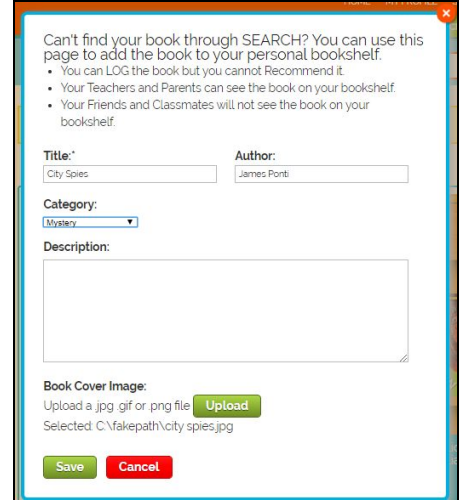 HOME MY PROFILE
Can't find your book through SEARCH? You can use this
page to add the book to your personal bookshelf.
• You can LOG the book but you cannot Recommend it.
• Your Teachers and Parents can see the book on your bookshelf.
• Your Friends and Classmates will not see the book on your
bookshelf.
Title:* Author:
City Spies James Ponti
Category:
Mystery
Description:
Book Cover Image:
Upload a .jpg .gif or .png file Upload
Selected: C:\fakepath\city spies.jpg
Save Cancel